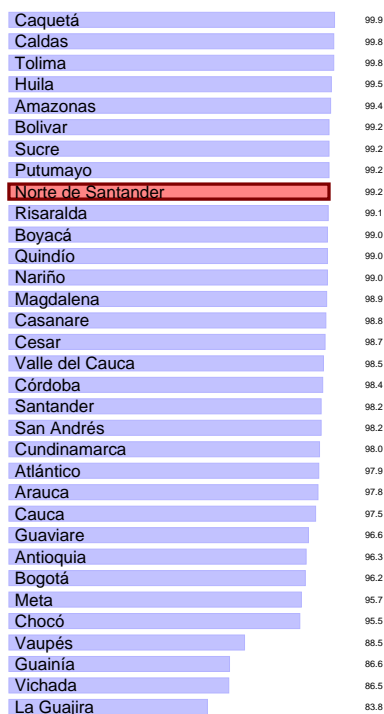 Caquetá 99.9
Caldas 99.8
Tolima 99.8
Huila 99.5
Amazonas 99.4
Bolivar 99.2
Sucre 99.2
Putumayo 99.2
Norte de Santander 99.2
Risaralda 99.1
Boyacá 99.0
Quindío 99.0
Nariño 99.0
Magdalena 98.9
Casanare 98.8
Cesar 98.7
Valle del Cauca 98.5
Córdoba 98.4
Santander 98.2
San Andrés 98.2
Cundinamarca 98.0
Atlántico 97.9
Arauca 97.8
Cauca 97.5
Guaviare 96.6
Antioquia 96.3
Bogotá 96.2
Meta 95.7
Chocó 95.5
Vaupés 88.5
Guainía 86.6
Vichada 86.5
La Guajira 83.8